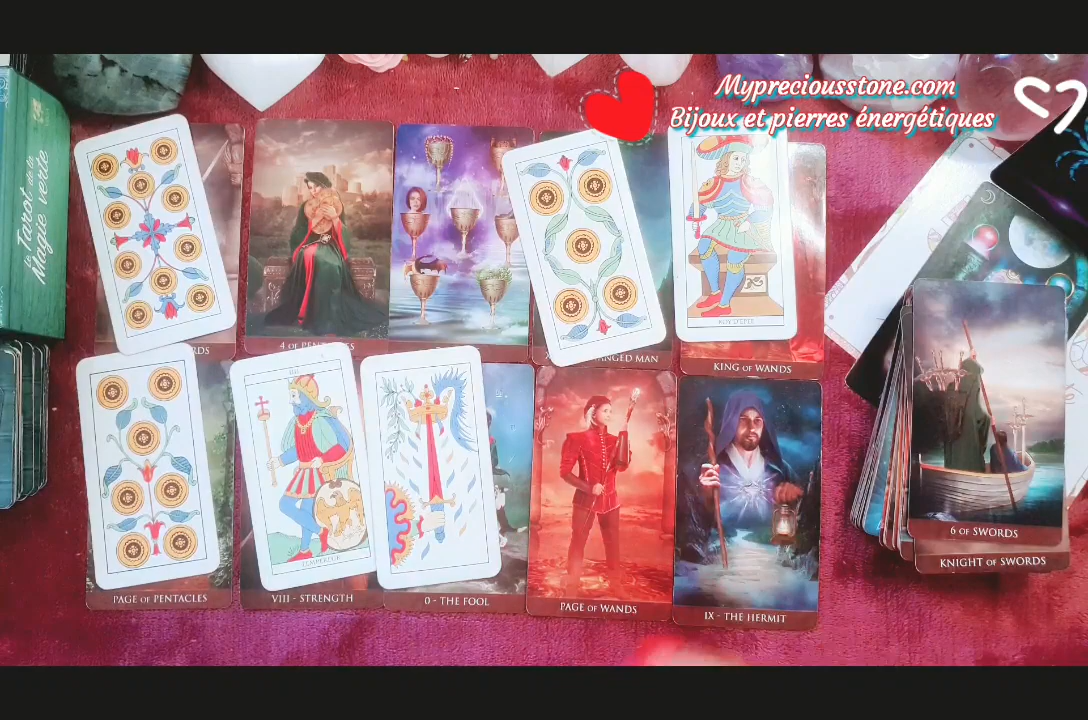 Mypreciousstone.com
Bijoux et pierres énergétiques
Le Tarot de la
Magie verte
RDS
4 OF PENTACLES
HANGED MAN
ROY D'EPEE
KING OF WANDS
IIII
L'EMPEREUR
PAGE OF PENTACLES
VIII - STRENGTH
0 - THE FOOL
PAGE OF WANDS
IX - THE HERMIT
6 OF SWORDS
KNIGHT OF SWORDS